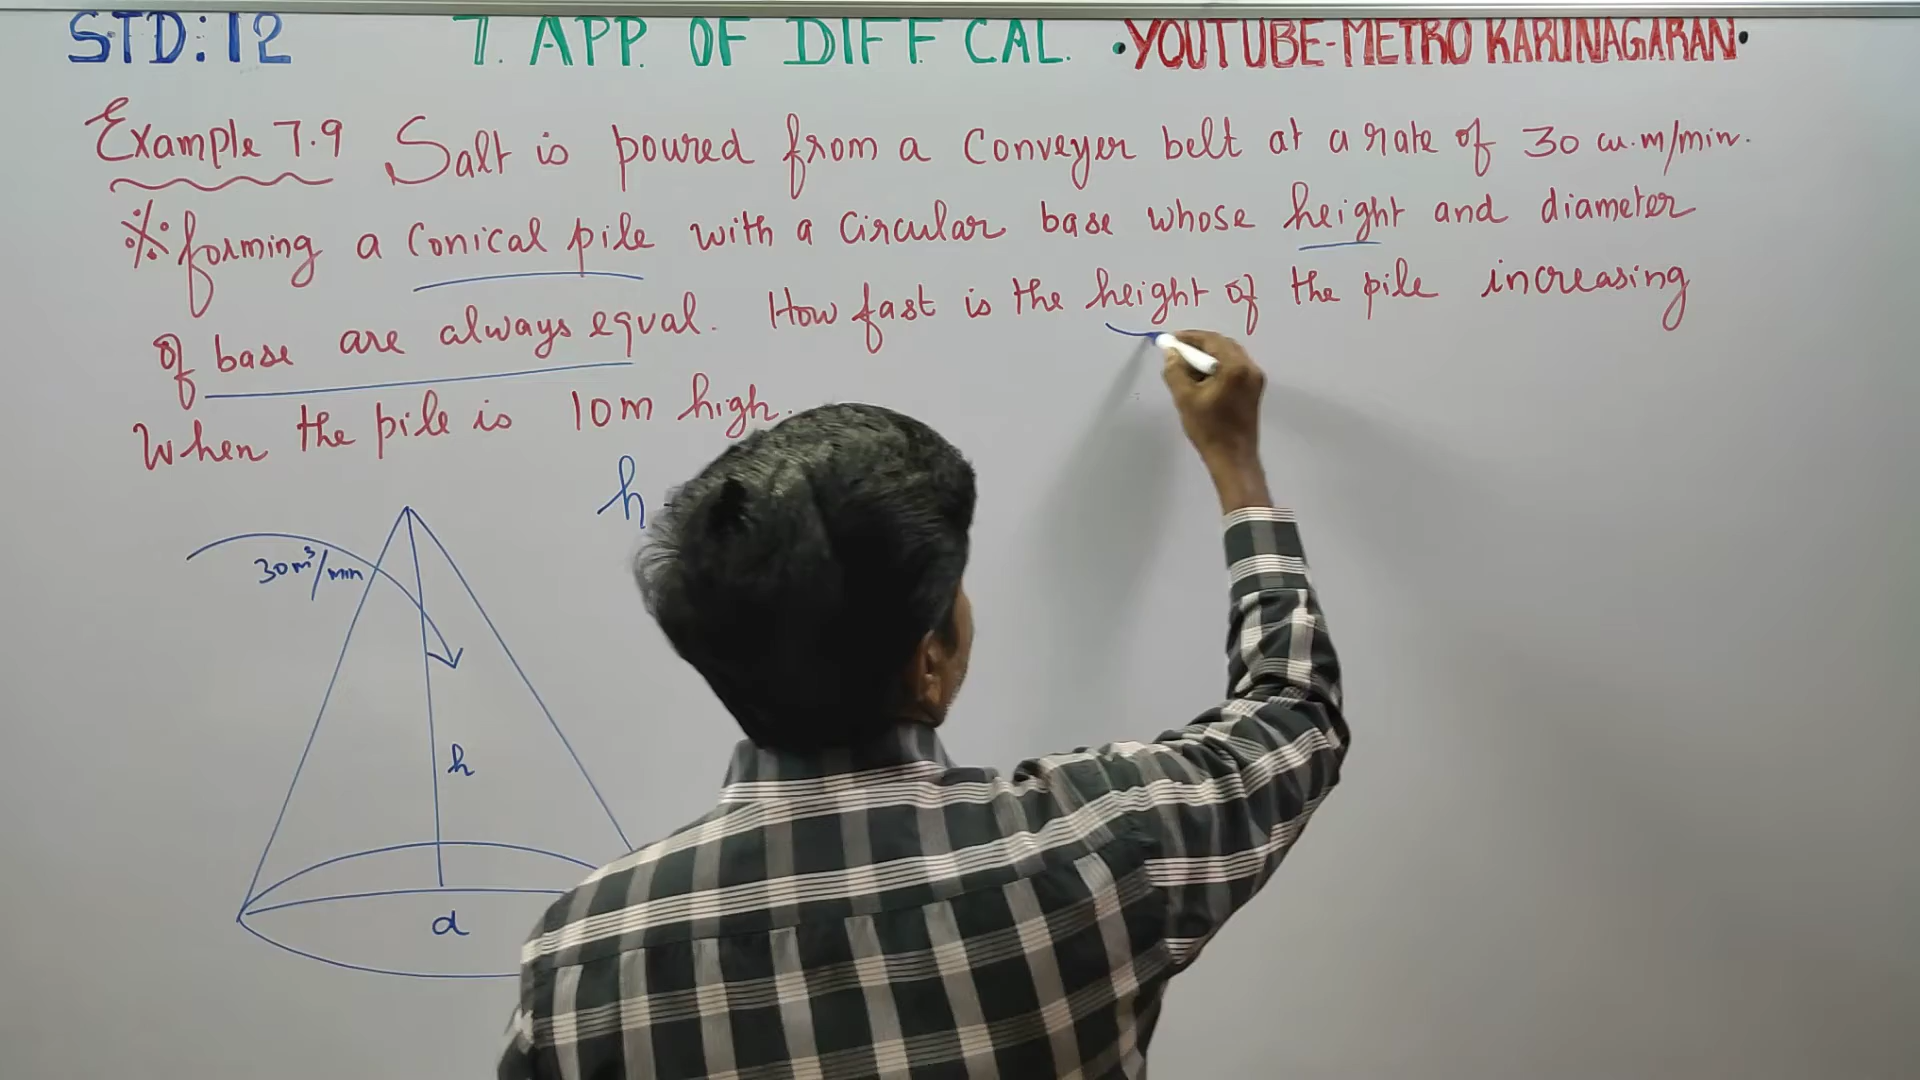 STD:12 7. APP. OF DIFF CAL. •YOUTUBE-METRO KARUNAGARAN•
Example 7.9 Salt is poured from a Conveyer belt at a rate of 30 cu.m/min.
※ forming a conical pile with a circular base whose height and diameter
of base are always equal. How fast is the height of the pile increasing
When the pile is 10m high.
h
30m³/min
h
d